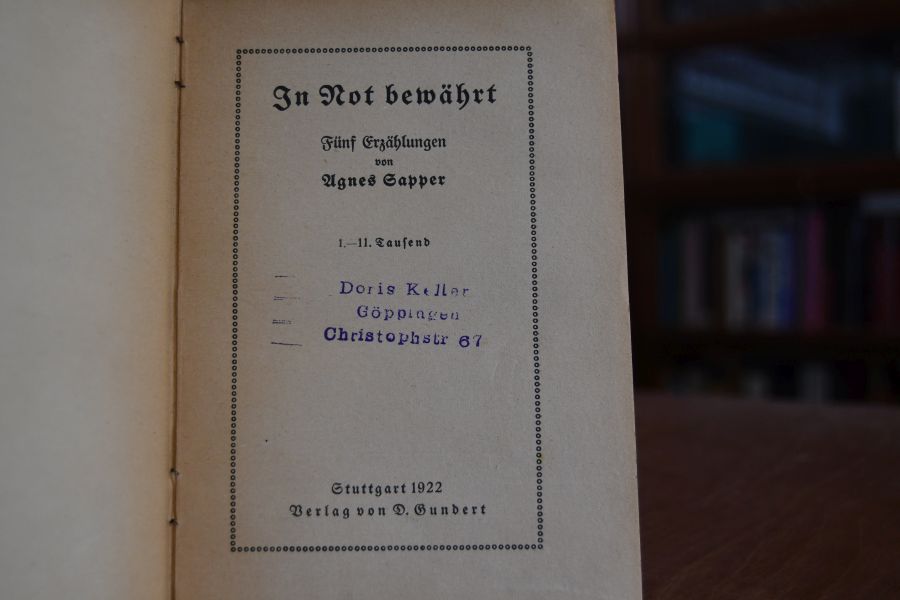 In Not bewährt
Fünf Erzählungen
von
Agnes Sapper
1.—11. Tausend
Doris Keller
Göppingen
Christophstr 67
Stuttgart 1922
Verlag von D. Gundert